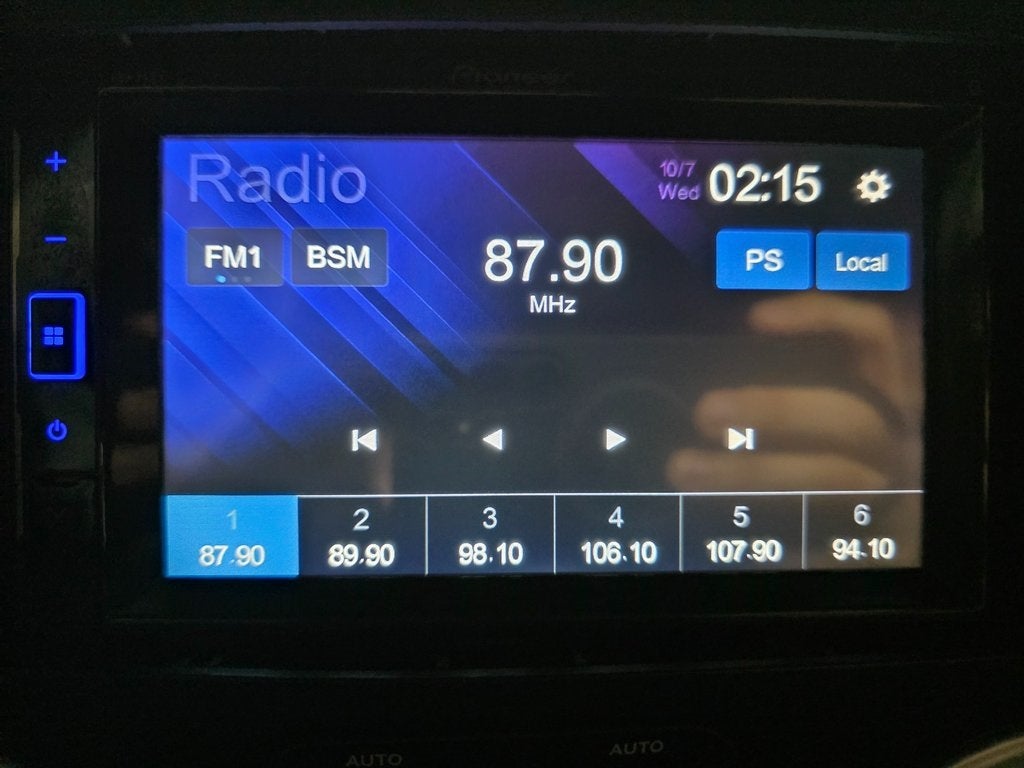 Pioneer
Radio
10/7
Wed
02:15
FM1
BSM
87.90
MHz
PS
Local
1
87.90
2
89.90
3
98.10
4
106.10
5
107.90
6
94.10
AUTO
AUTO